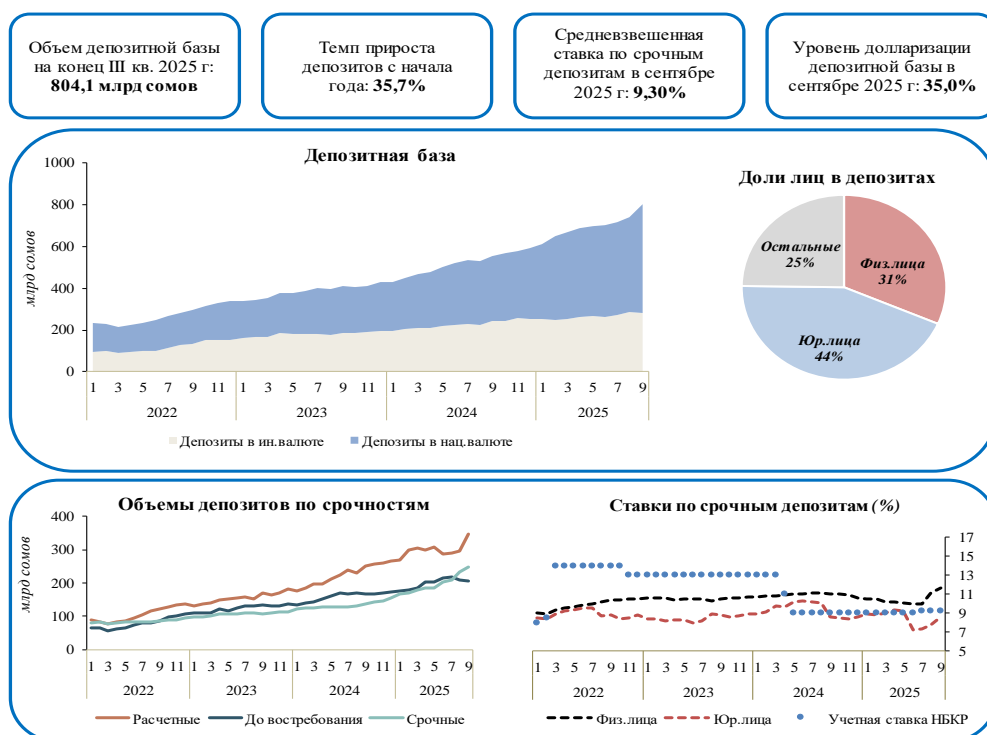 Объем депозитной базы
на конец III кв. 2025 г:
804,1 млрд сомов
Темп прироста
депозитов с начала
года: 35,7%
Средневзвешенная
ставка по срочным
депозитам в сентябре
2025 г: 9,30%
Уровень долларизации
депозитной базы в
сентябре 2025 г: 35,0%
Депозитная база
млрд сомов
1000
800
600
400
200
0
1 3 5 7 9 11 1 3 5 7 9 11 1 3 5 7 9 11 1 3 5 7 9
2022 2023 2024 2025
Депозиты в ин.валюте Депозиты в нац.валюте
Доли лиц в депозитах
Остальные
25%
Физ.лица
31%
Юр.лица
44%
Объемы депозитов по срочностям
млрд сомов
400
300
200
100
0
1 3 5 7 9 11 1 3 5 7 9 11 1 3 5 7 9 11 1 3 5 7 9
2022 2023 2024 2025
Расчетные До востребования Срочные
Ставки по срочным депозитам (%)
17
15
13
11
9
7
5
1 3 5 7 9 11 1 3 5 7 9 11 1 3 5 7 9 11 1 3 5 7 9
2022 2023 2024 2025
Физ.лица Юр.лица Учетная ставка НБКР